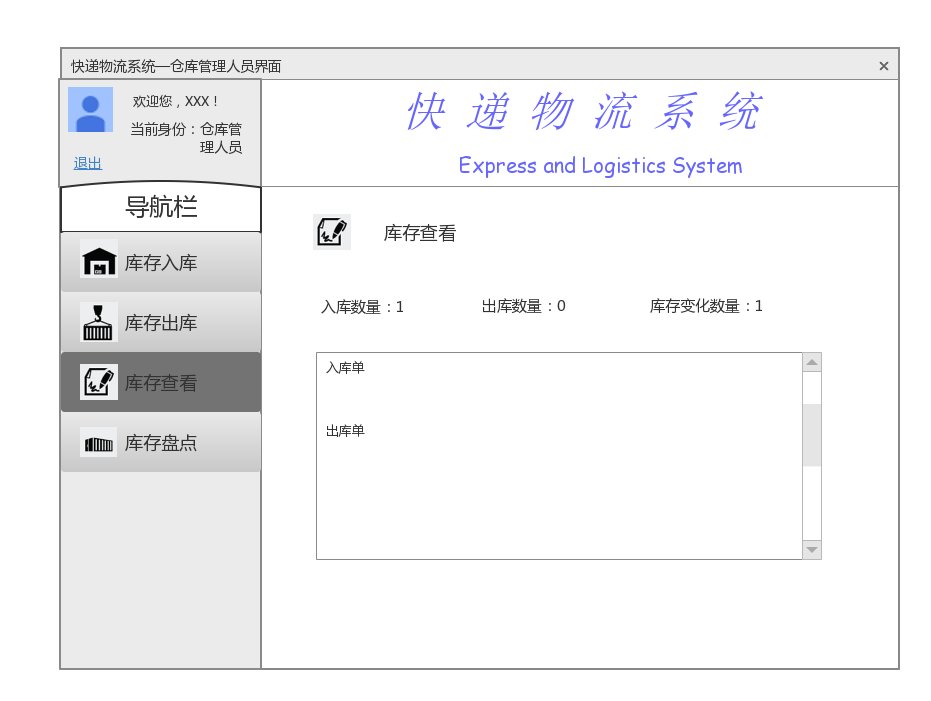 快递物流系统—仓库管理人员界面
欢迎您，XXX！
当前身份：仓库管
理人员
退出
快递物流系统
Express and Logistics System
导航栏
库存入库
库存出库
库存查看
库存盘点
库存查看
入库数量：1
出库数量：0
库存变化数量：1
入库单
出库单